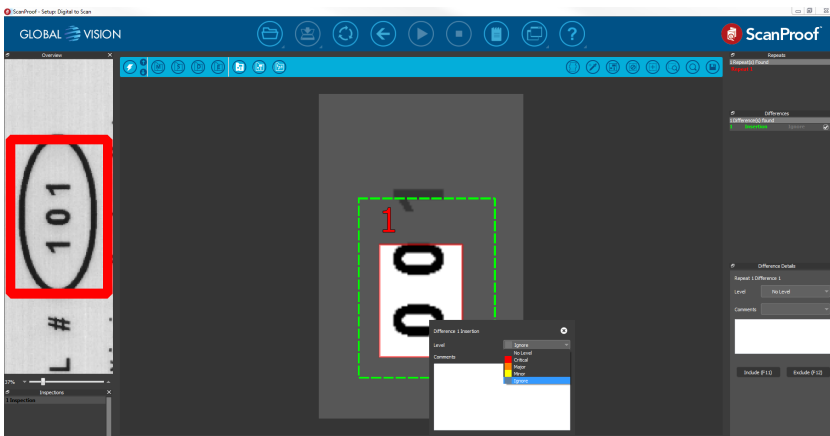 ScanProof - Setup: Digital to Scan
GLOBAL VISION
ScanProof
Overview
101
L #
37%
Inspections
1 Inspection
1
0 0
Difference 1 Insertion
Level
Ignore
No Level
Critical
Major
Minor
Ignore
Comments
Repeats
1 Repeat(s) Found
Repeat 1
Differences
1 Difference(s) found
1 Insertion Ignore
Difference Details
Repeat 1 Difference 1
Level No Level
Comments
Include (F11) Exclude (F12)